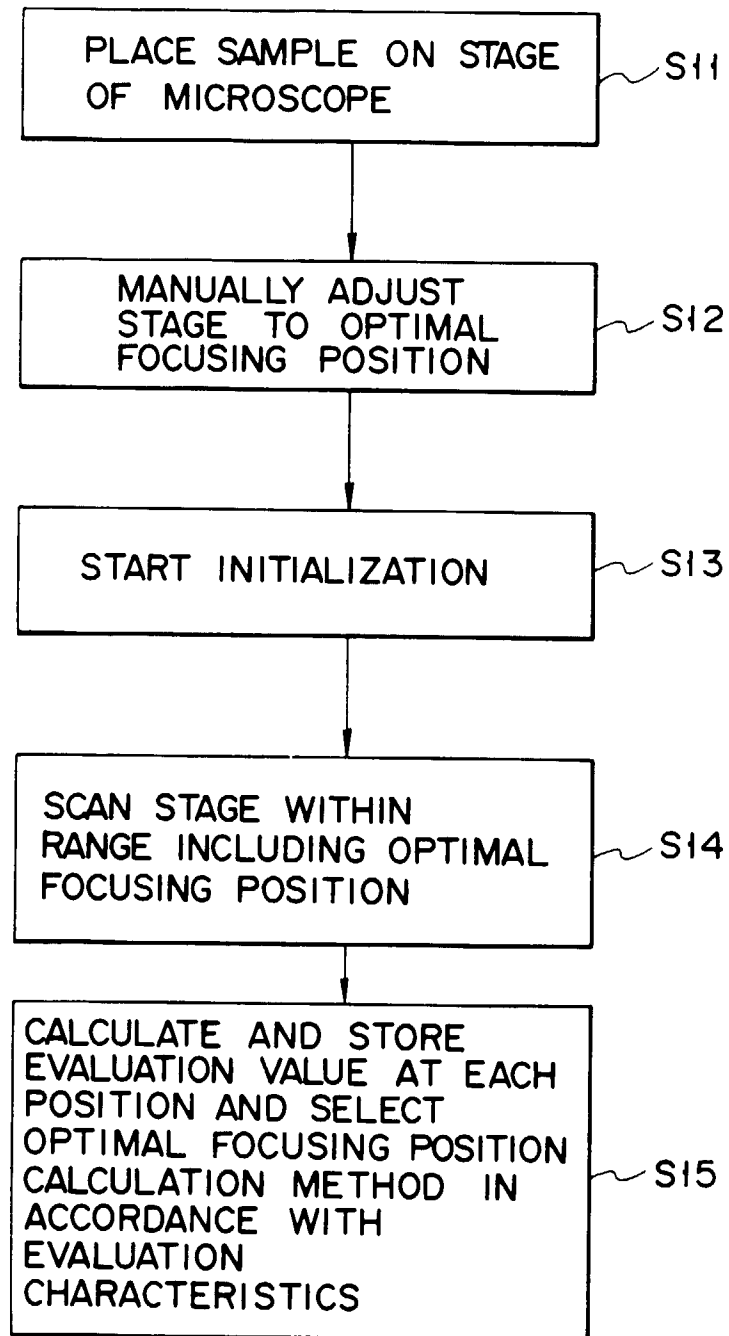 PLACE SAMPLE ON STAGE
OF MICROSCOPE
S11
MANUALLY ADJUST
STAGE TO OPTIMAL
FOCUSING POSITION
S12
START INITIALIZATION
S13
SCAN STAGE WITHIN
RANGE INCLUDING OPTIMAL
FOCUSING POSITION
S14
CALCULATE AND STORE
EVALUATION VALUE AT EACH
POSITION AND SELECT
OPTIMAL FOCUSING POSITION
CALCULATION METHOD IN
ACCORDANCE WITH
EVALUATION
CHARACTERISTICS
S15